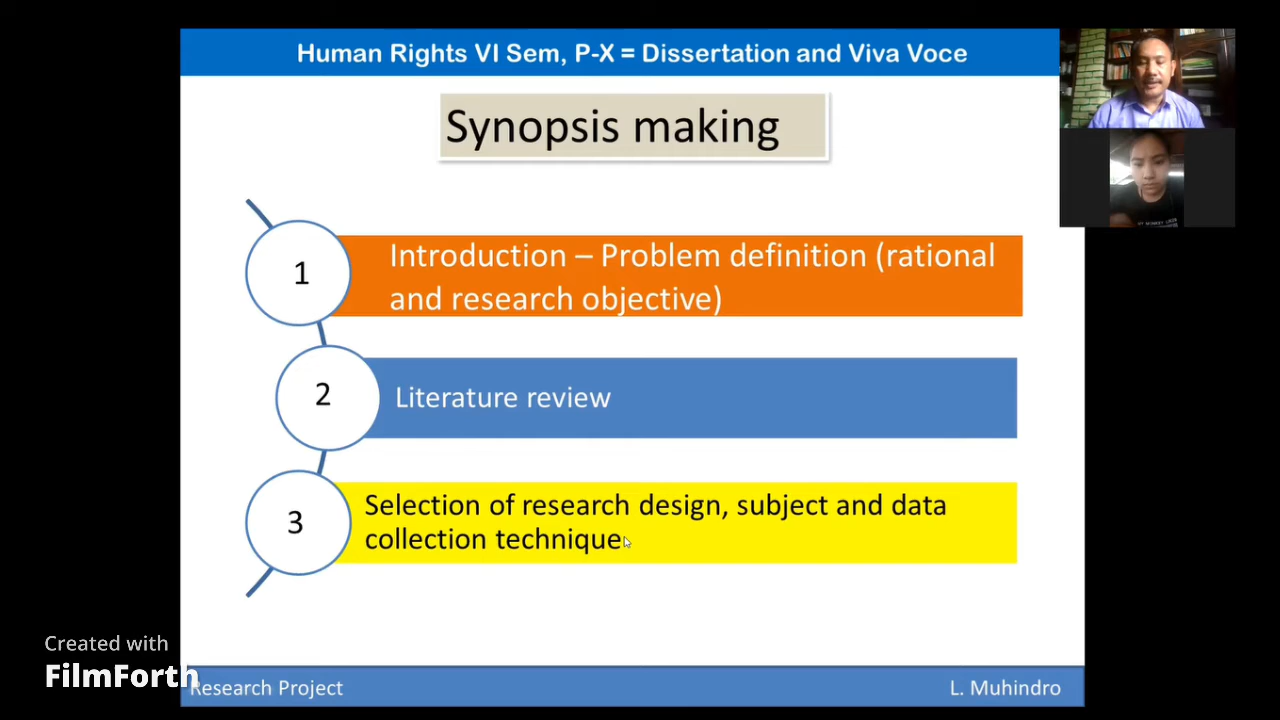 Human Rights VI Sem, P-X = Dissertation and Viva Voce
Synopsis making
1
Introduction – Problem definition (rational
and research objective)
2
Literature review
3
Selection of research design, subject and data
collection technique
Created with
FilmForth
Research Project
L. Muhindro